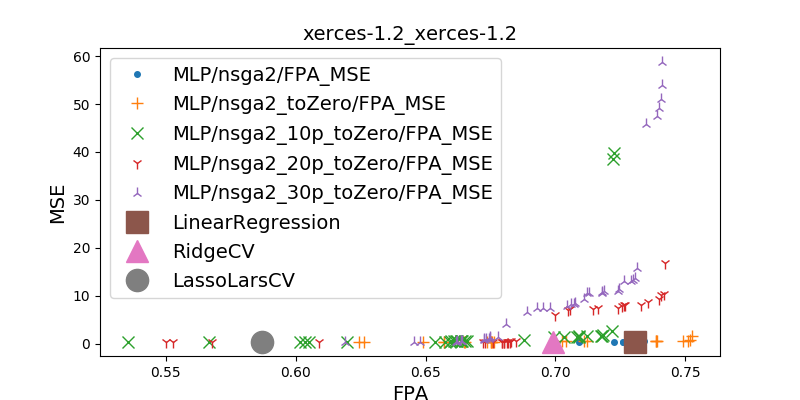 xerces-1.2_xerces-1.2
MSE
60
50
40
30
20
10
0
MLP/nsga2/FPA_MSE
MLP/nsga2_toZero/FPA_MSE
MLP/nsga2_10p_toZero/FPA_MSE
MLP/nsga2_20p_toZero/FPA_MSE
MLP/nsga2_30p_toZero/FPA_MSE
LinearRegression
RidgeCV
LassoLarsCV
0.55 0.60 0.65 0.70 0.75
FPA